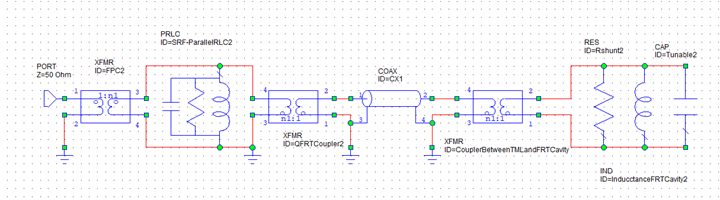 PORT
Z=50 Ohm
XFMR
ID=FPC2
1
1:n1
3
2
4
PRLC
ID=SRF-ParallelRLC2
4
2
3
n1:1
1
XFMR
ID=QFRTCoupler2
COAX
ID=CX1
1
2
3
4
4
2
3
n1:1
1
XFMR
ID=CouplerBetweenTMLandFRTCavity
RES
ID=Rshunt2
CAP
ID=Tunable2
IND
ID=InducctanceFRTCavity2